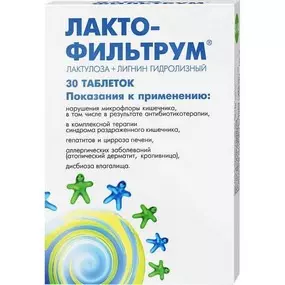 ЛАКТО-
ФИЛЬТРУМ®
ЛАКТУЛОЗА + ЛИГНИН ГИДРОЛИЗНЫЙ
30 ТАБЛЕТОК
Показания к применению:
нарушения микрофлоры кишечника,
в том числе в результате антибиотикотерапии,
в комплексной терапии
синдрома раздраженного кишечника,
гепатитов и цирроза печени,
аллергических заболеваний
(атопический дерматит, крапивница),
дисбиоза влагалища.